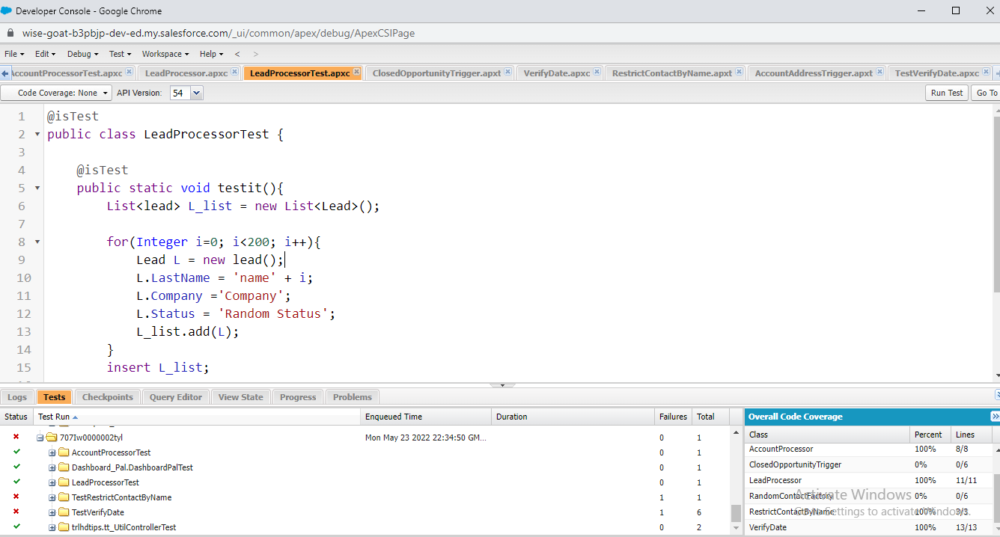 Developer Console - Google Chrome
wise-goat-b3pbjp-dev-ed.my.salesforce.com/_ui/common/apex/debug/ApexCSIPage
File Edit Debug Test Workspace Help < >
AccountProcessorTest.apxc LeadProcessor.apxc LeadProcessorTest.apxc ClosedOpportunityTrigger.apxt VerifyDate.apxc RestrictContactByName.apxt AccountAddressTrigger.apxt TestVerifyDate.apxc
Code Coverage: None API Version: 54 Run Test Go To
1 @isTest
2 public class LeadProcessorTest {
3
4 @isTest
5 public static void testit(){
6 List<lead> L_list = new List<Lead>();
7
8 for(Integer i=0; i<200; i++){
9 Lead L = new lead();
10 L.LastName = 'name' + i;
11 L.Company ='Company';
12 L.Status = 'Random Status';
13 L_list.add(L);
14 }
15 insert L_list;
Logs Tests Checkpoints Query Editor View State Progress Problems
Status Test Run Enqueued Time Duration Failures Total
707Iw0000002tyl Mon May 23 2022 22:34:50 GM... 0 1
AccountProcessorTest 0 1
Dashboard_Pal.DashboardPalTest 0 1
LeadProcessorTest 0 1
TestRestrictContactByName 1 1
TestVerifyDate 1 6
trlhdtips.tt_UtilControllerTest 0 2
Overall Code Coverage
Class Percent Lines
AccountProcessor 100% 8/8
ClosedOpportunityTrigger 0% 0/6
LeadProcessor 100% 11/11
RandomContactFactory 0% 0/6
RestrictContactByName 100%
VerifyDate 100% 13/13
Activate Windows
Go to Settings to activate Windows.